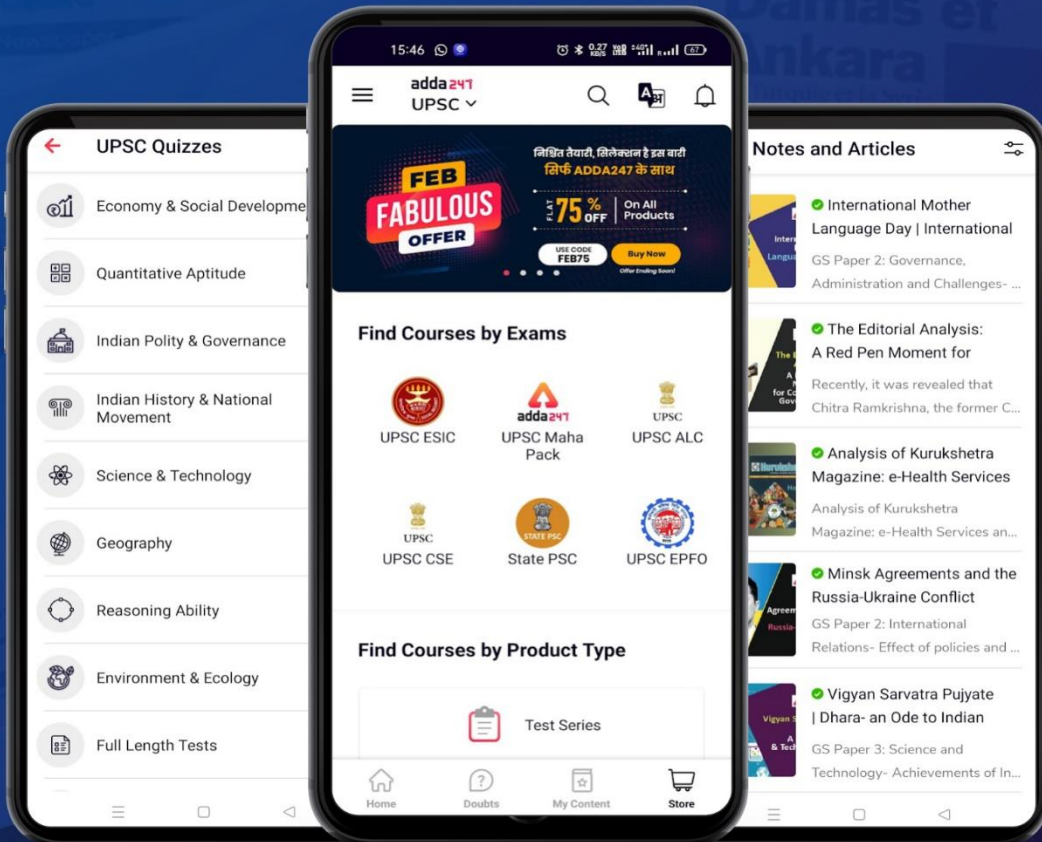 Damas et
Ankara
UPSC Quizzes
Economy & Social Developme
Quantitative Aptitude
Indian Polity & Governance
Indian History & National
Movement
Science & Technology
Geography
Reasoning Ability
Environment & Ecology
Full Length Tests
15:46
0.27
KB/S
67
adda247
UPSC
FEB
FABULOUS
OFFER
निश्चित तैयारी, सिलेक्शन है इस बारी
सिर्फ ADDA247 के साथ
FLAT 75% OFF
On All
Products
USE CODE
FEB75
Buy Now
Offer Ending Soon!
Find Courses by Exams
UPSC ESIC
adda247
UPSC Maha
Pack
UPSC
UPSC ALC
UPSC
UPSC CSE
STATE PSC
State PSC
UPSC EPFO
Find Courses by Product Type
Test Series
Home
Doubts
My Content
Store
Notes and Articles
International Mother
Language Day | International
GS Paper 2: Governance,
Administration and Challenges- ...
The Editorial Analysis:
A Red Pen Moment for
Recently, it was revealed that
Chitra Ramkrishna, the former C...
Analysis of Kurukshetra
Magazine: e-Health Services
Analysis of Kurukshetra
Magazine: e-Health Services an...
Minsk Agreements and the
Russia-Ukraine Conflict
GS Paper 2: International
Relations- Effect of policies and ...
Vigyan Sarvatra Pujyate
| Dhara- an Ode to Indian
GS Paper 3: Science and
Technology- Achievements of In...